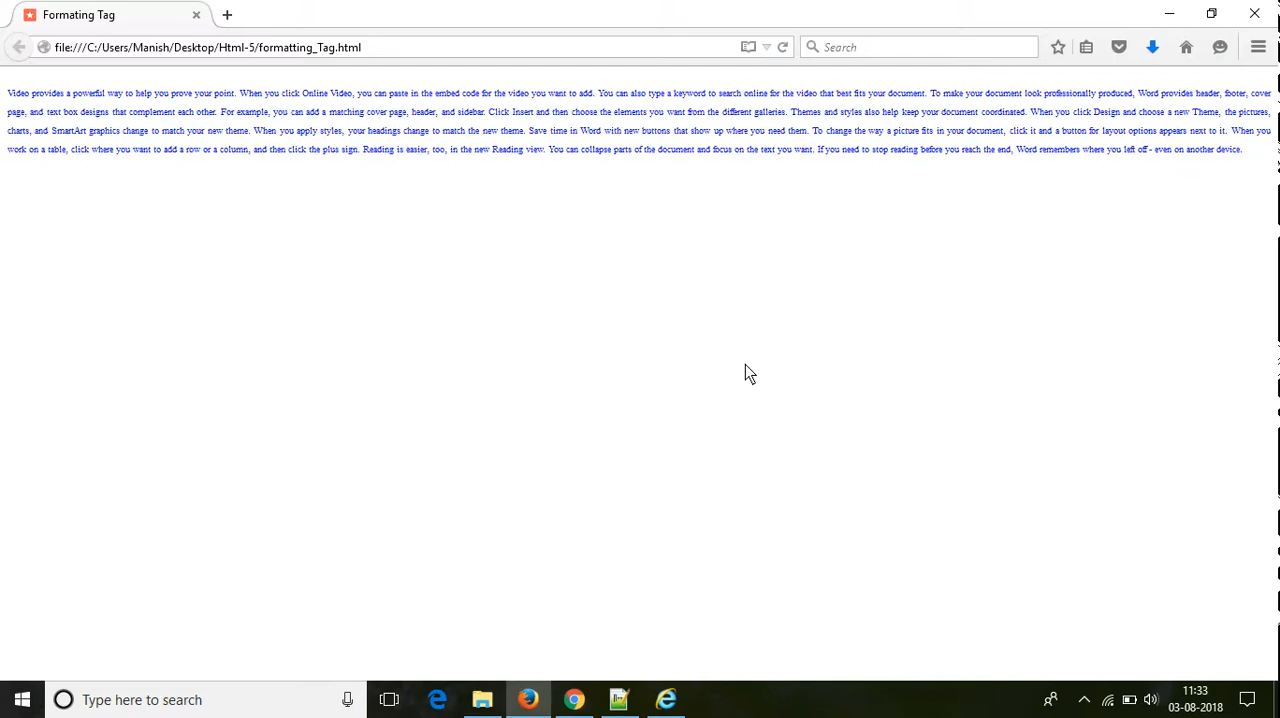 Formating Tag
file:///C:/Users/Manish/Desktop/Html-5/formatting_Tag.html
Search
Video provides a powerful way to help you prove your point. When you click Online Video, you can paste in the embed code for the video you want to add. You can also type a keyword to search online for the video that best fits your document. To make your document look professionally produced, Word provides header, footer, cover
page, and text box designs that complement each other. For example, you can add a matching cover page, header, and sidebar. Click Insert and then choose the elements you want from the different galleries. Themes and styles also help keep your document coordinated. When you click Design and choose a new Theme, the pictures,
charts, and SmartArt graphics change to match your new theme. When you apply styles, your headings change to match the new theme. Save time in Word with new buttons that show up where you need them. To change the way a picture fits in your document, click it and a button for layout options appears next to it. When you
work on a table, click where you want to add a row or a column, and then click the plus sign. Reading is easier, too, in the new Reading view. You can collapse parts of the document and focus on the text you want. If you need to stop reading before you reach the end, Word remembers where you left off - even on another device.
Type here to search
11:33
03-08-2018